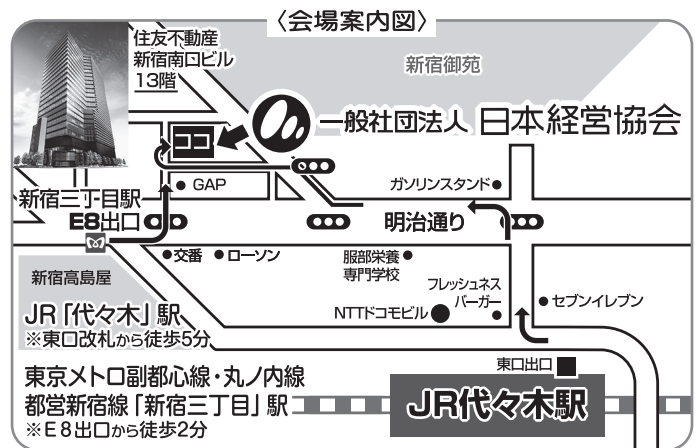 〈会場案内図〉
住友不動産
新宿南口ビル
13階
新宿御苑
一般社団法人 日本経営協会
ココ
GAP
ガソリンスタンド
新宿三丁目駅
E8出口
明治通り
交番
ローソン
服部栄養
専門学校
新宿高島屋
フレッシュネス
バーガー
NTTドコモビル
セブンイレブン
JR「代々木」駅
※東口改札から徒歩5分
東口出口
東京メトロ副都心線・丸ノ内線
都営新宿線「新宿三丁目」駅
※E8出口から徒歩2分
JR代々木駅